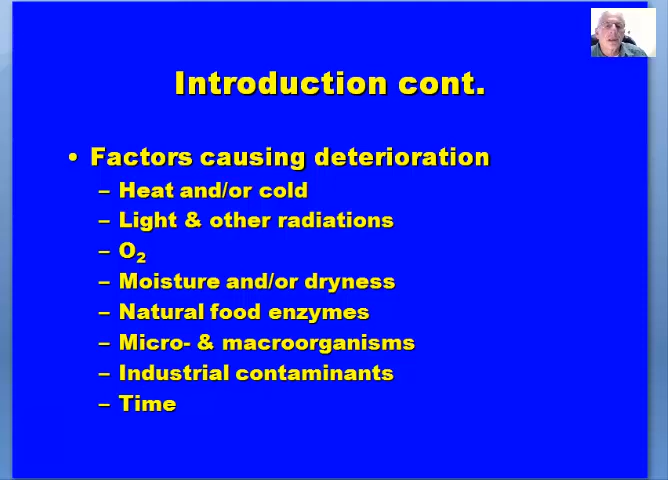 Introduction cont.
• Factors causing deterioration
– Heat and/or cold
– Light & other radiations
– O₂
– Moisture and/or dryness
– Natural food enzymes
– Micro- & macroorganisms
– Industrial contaminants
– Time